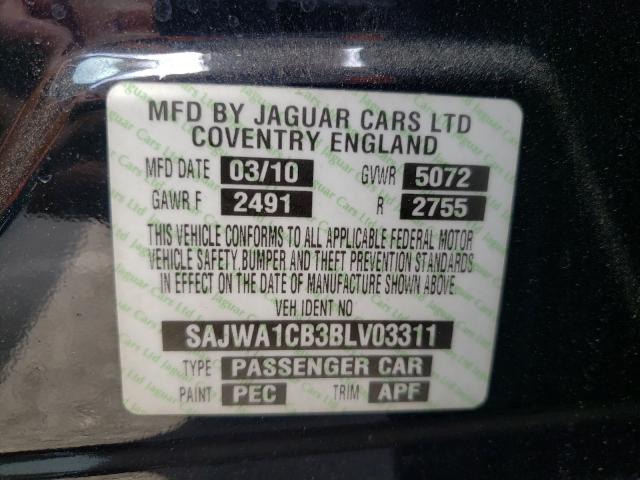 MFD BY JAGUAR CARS LTD
COVENTRY ENGLAND
MFD DATE 03/10 GVWR 5072
GAWR F 2491 R 2755
THIS VEHICLE CONFORMS TO ALL APPLICABLE FEDERAL MOTOR
VEHICLE SAFETY, BUMPER AND THEFT PREVENTION STANDARDS
IN EFFECT ON THE DATE OF MANUFACTURE SHOWN ABOVE
VEH IDENT NO
SAJWA1CB3BLV03311
TYPE PASSENGER CAR
PAINT PEC TRIM APF